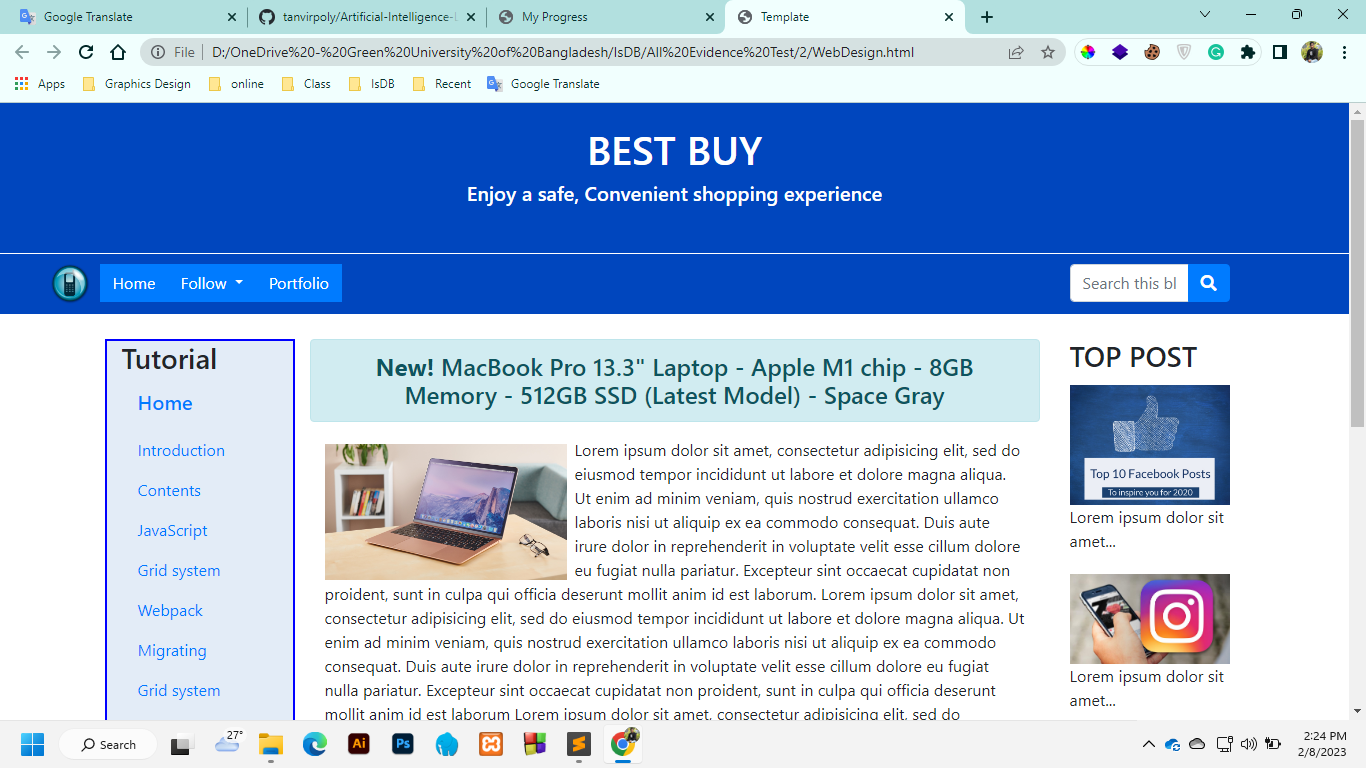 Google Translate
tanvirpoly/Artificial-Intelligence-L
My Progress
Template
File
D:/OneDrive%20-%20Green%20University%20of%20Bangladesh/IsDB/All%20Evidence%20Test/2/WebDesign.html
Apps
Graphics Design
online
Class
IsDB
Recent
Google Translate
BEST BUY
Enjoy a safe, Convenient shopping experience
Home
Follow
Portfolio
Search this bl
Tutorial
Home
Introduction
Contents
JavaScript
Grid system
Webpack
Migrating
Grid system
New! MacBook Pro 13.3" Laptop - Apple M1 chip - 8GB
Memory - 512GB SSD (Latest Model) - Space Gray
Lorem ipsum dolor sit amet, consectetur adipisicing elit, sed do
eiusmod tempor incididunt ut labore et dolore magna aliqua.
Ut enim ad minim veniam, quis nostrud exercitation ullamco
laboris nisi ut aliquip ex ea commodo consequat. Duis aute
irure dolor in reprehenderit in voluptate velit esse cillum dolore
eu fugiat nulla pariatur. Excepteur sint occaecat cupidatat non
proident, sunt in culpa qui officia deserunt mollit anim id est laborum. Lorem ipsum dolor sit amet,
consectetur adipisicing elit, sed do eiusmod tempor incididunt ut labore et dolore magna aliqua. Ut
enim ad minim veniam, quis nostrud exercitation ullamco laboris nisi ut aliquip ex ea commodo
consequat. Duis aute irure dolor in reprehenderit in voluptate velit esse cillum dolore eu fugiat
nulla pariatur. Excepteur sint occaecat cupidatat non proident, sunt in culpa qui officia deserunt
mollit anim id est laborum Lorem ipsum dolor sit amet, consectetur adipisicing elit, sed do
TOP POST
Top 10 Facebook Posts
To inspire you for 2020
Lorem ipsum dolor sit
amet...
Lorem ipsum dolor sit
amet...
Search
27°
Ai
Ps
2:24 PM
2/8/2023